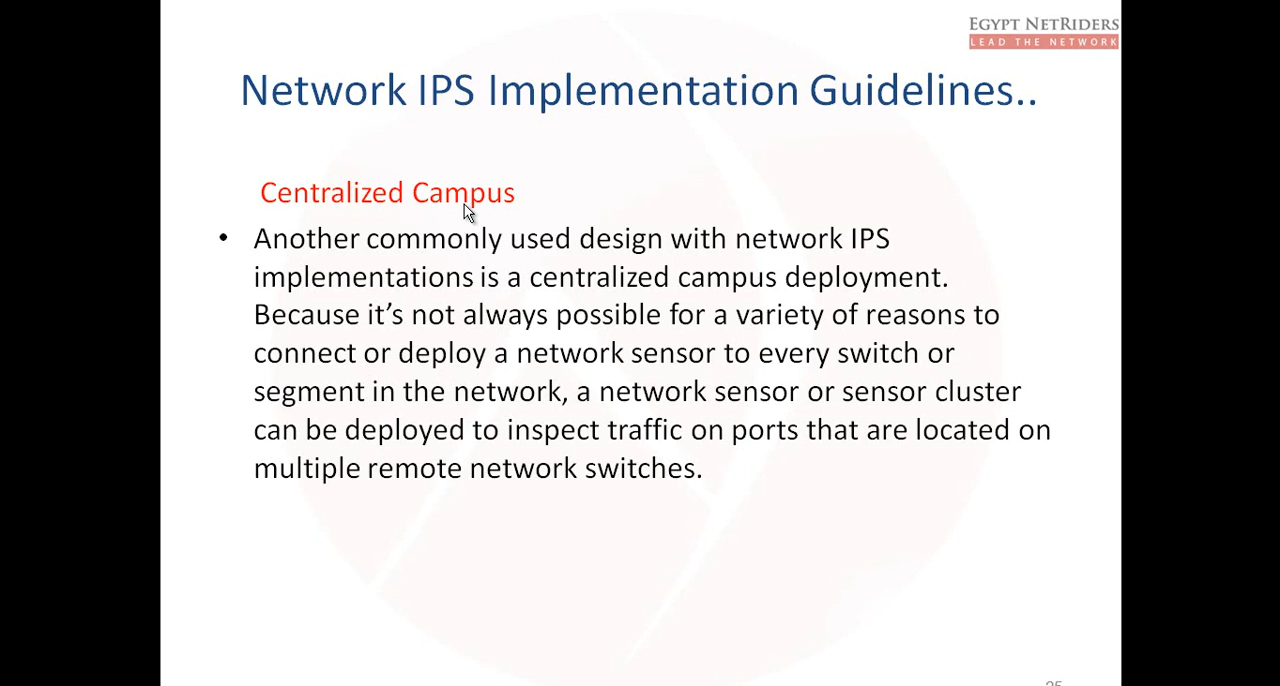 EGYPT NETRIDERS
LEAD THE NETWORK
Network IPS Implementation Guidelines..
Centralized Campus
• Another commonly used design with network IPS
implementations is a centralized campus deployment.
Because it’s not always possible for a variety of reasons to
connect or deploy a network sensor to every switch or
segment in the network, a network sensor or sensor cluster
can be deployed to inspect traffic on ports that are located on
multiple remote network switches.